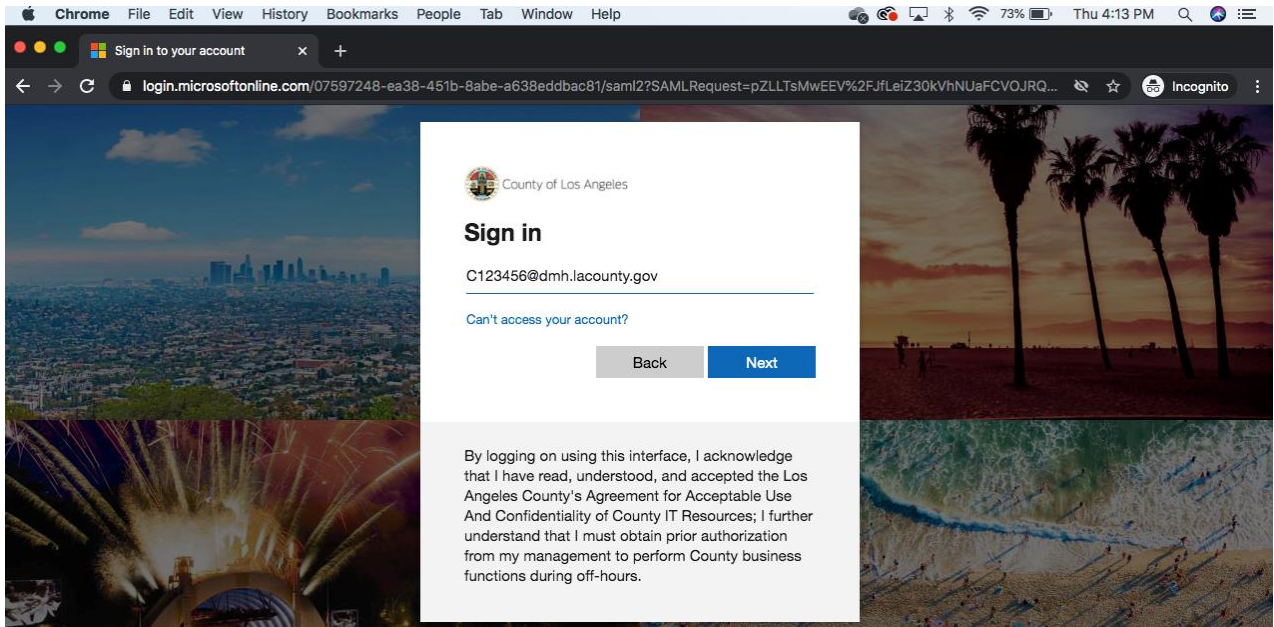 Chrome File Edit View History Bookmarks People Tab Window Help 73% Thu 4:13 PM
Sign in to your account
login.microsoftonline.com/07597248-ea38-451b-8abe-a638eddbac81/saml2?SAMLRequest=pZLLTsMwEEV%2FJfLeiZ30kVhNUaFCVOJRQ... Incognito
County of Los Angeles
Sign in
C123456@dmh.lacounty.gov
Can't access your account?
Back Next
By logging on using this interface, I acknowledge
that I have read, understood, and accepted the Los
Angeles County's Agreement for Acceptable Use
And Confidentiality of County IT Resources; I further
understand that I must obtain prior authorization
from my management to perform County business
functions during off-hours.